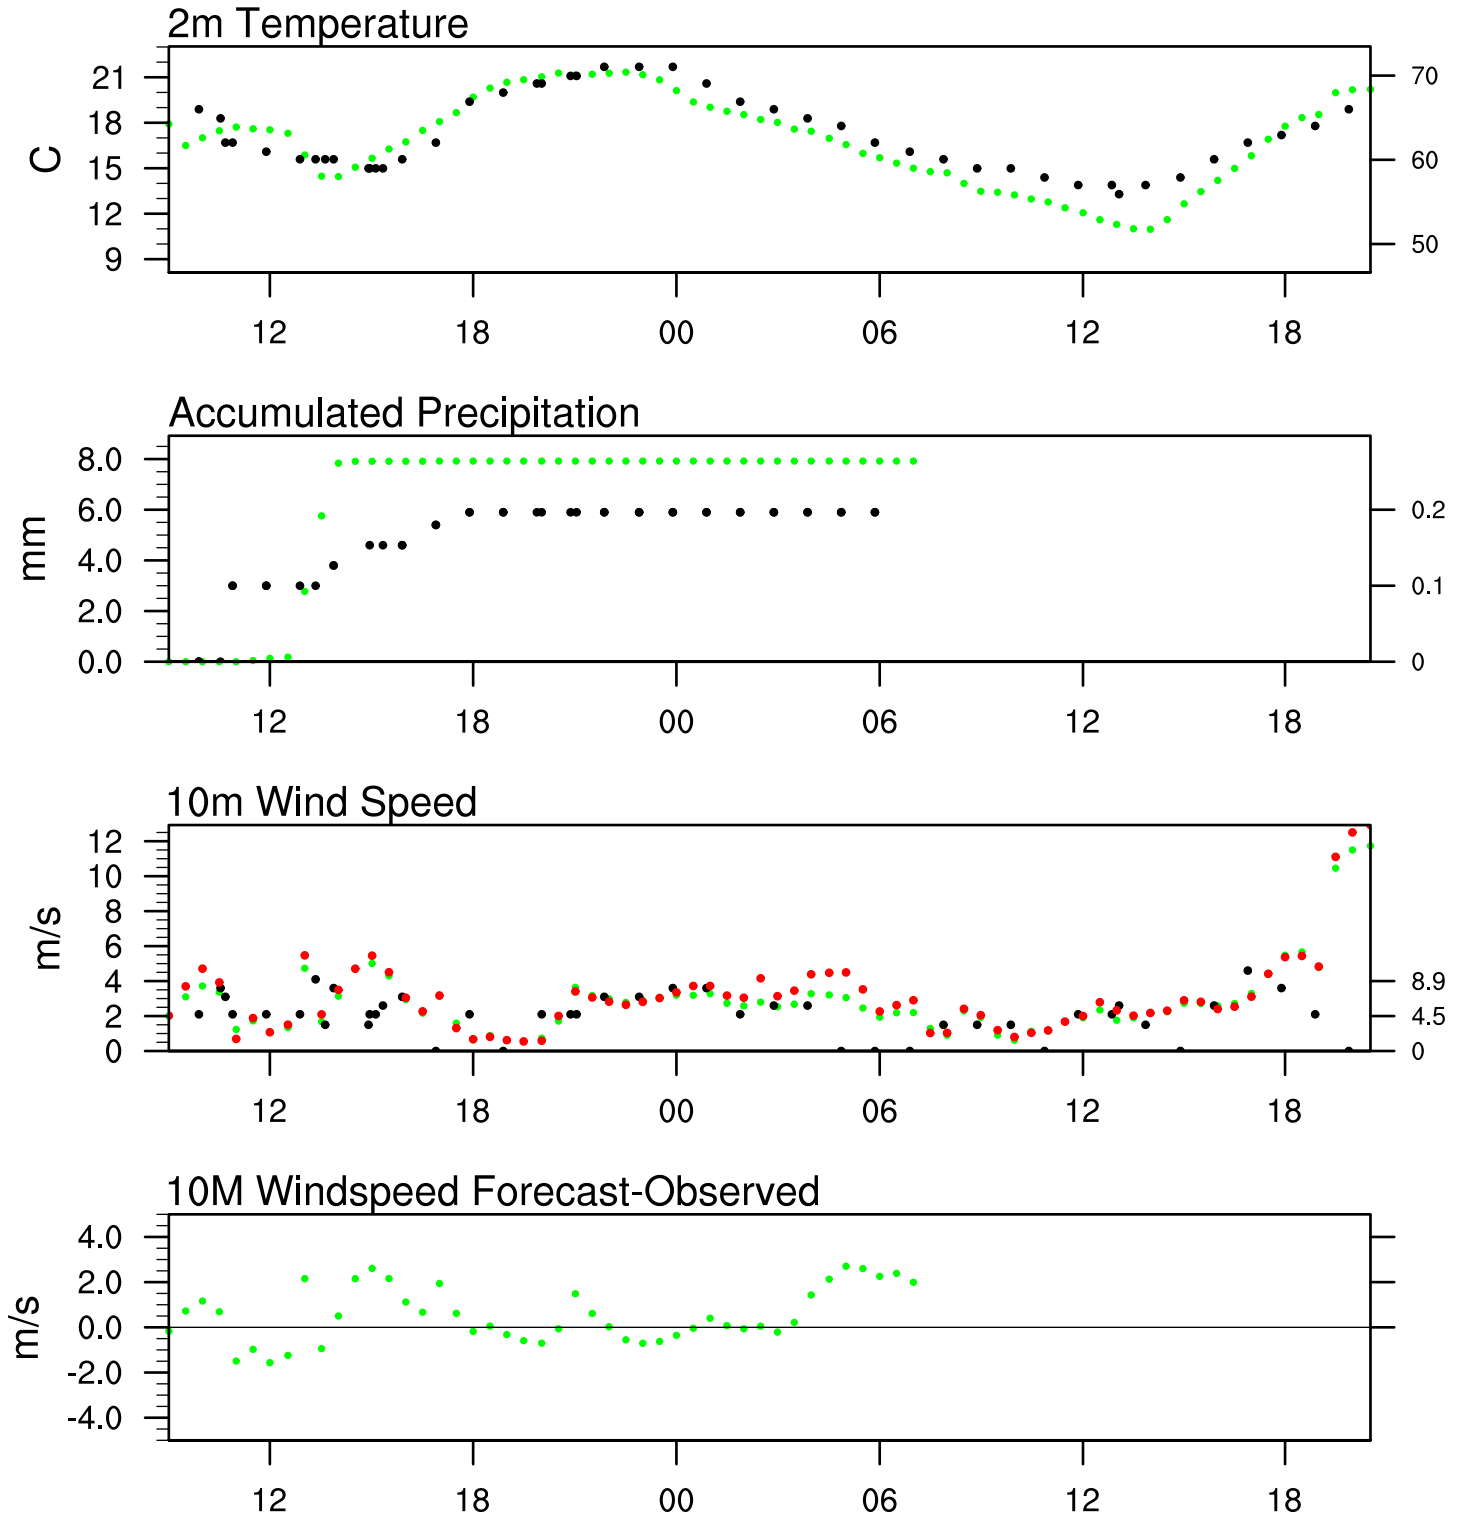 2m Temperature
21
18
15
12
9
C
70
60
50
12 18 00 06 12 18
Accumulated Precipitation
8.0
6.0
4.0
2.0
0.0
mm
0.2
0.1
0
12 18 00 06 12 18
10m Wind Speed
12
10
8
6
4
2
0
m/s
8.9
4.5
0
12 18 00 06 12 18
10M Windspeed Forecast-Observed
4.0
2.0
0.0
-2.0
-4.0
m/s
12 18 00 06 12 18